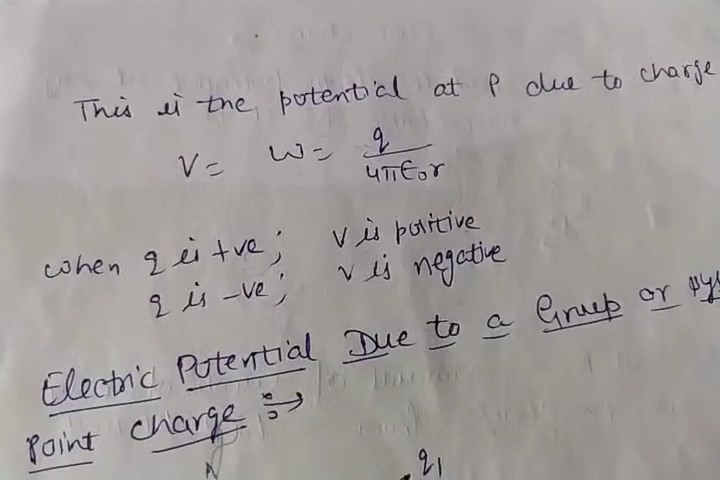 This is the potential at P due to charge
V = W = q/4πε₀r
when q is +ve; V is positive
q is -ve; v is negative
Electric Potential Due to a Group or sys
Point charge :→
q₁